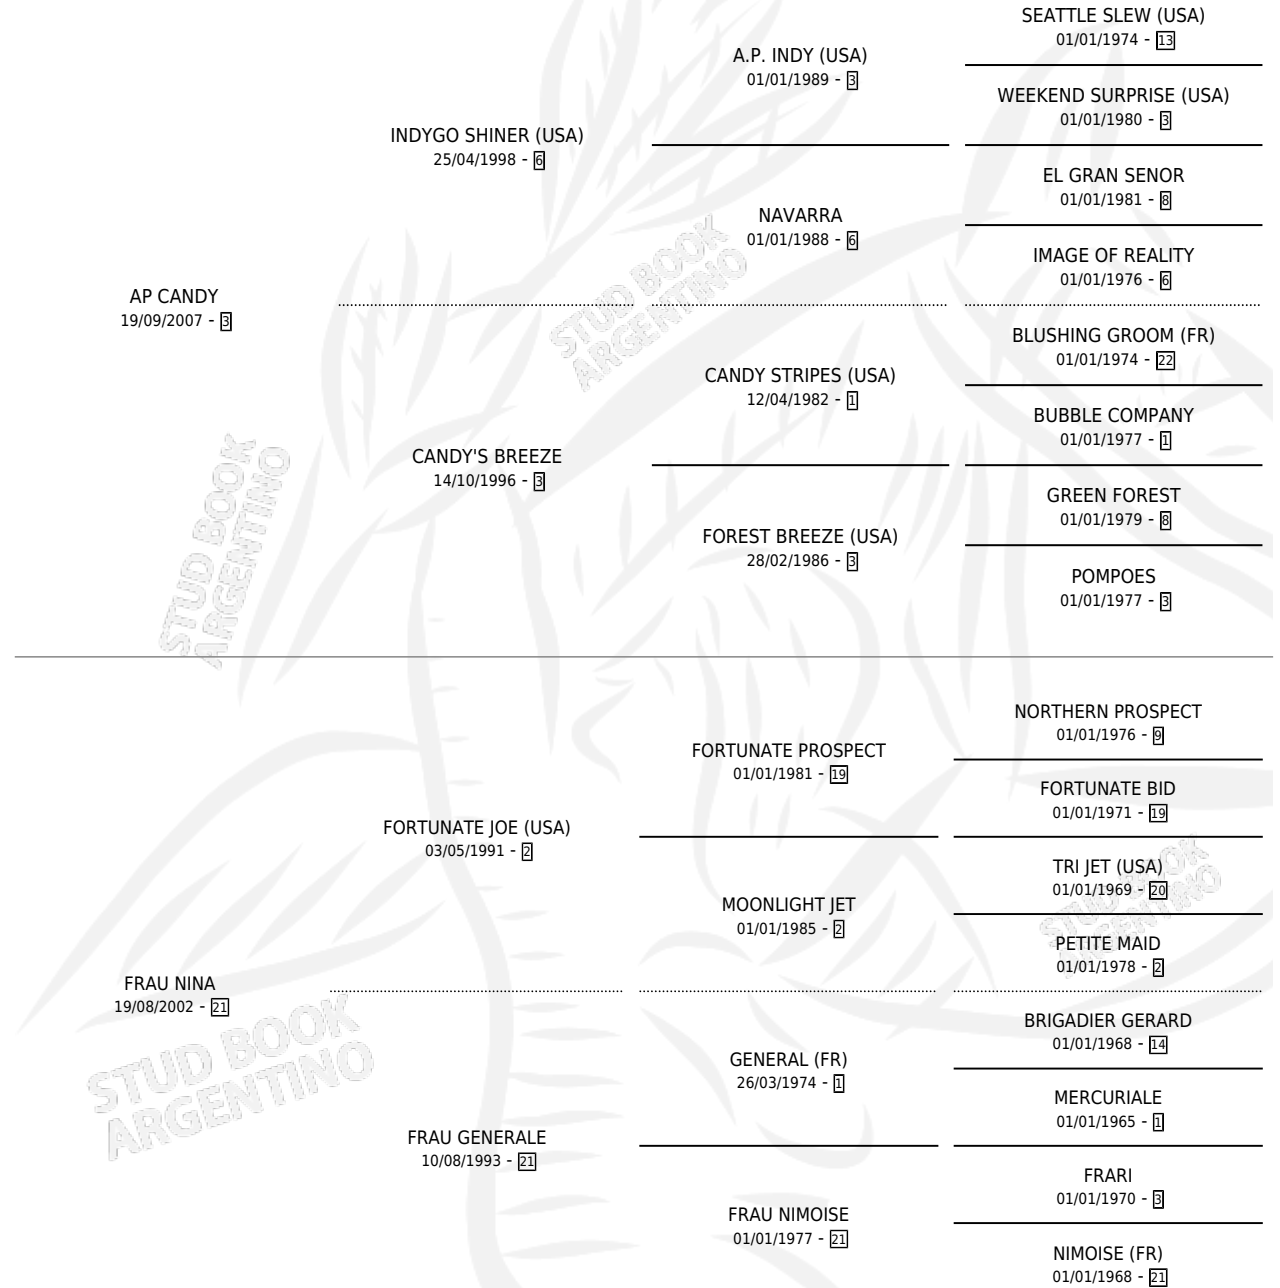 SEATTLE SLEW (USA)
01/01/1974 - 13
A.P. INDY (USA)
01/01/1989 - 3
WEEKEND SURPRISE (USA)
01/01/1980 - 3
INDYGO SHINER (USA)
25/04/1998 - 6
EL GRAN SENOR
01/01/1981 - 8
NAVARRA
01/01/1988 - 6
IMAGE OF REALITY
01/01/1976 - 6
AP CANDY
19/09/2007 - 3
BLUSHING GROOM (FR)
01/01/1974 - 22
CANDY STRIPES (USA)
12/04/1982 - 1
BUBBLE COMPANY
01/01/1977 - 1
CANDY'S BREEZE
14/10/1996 - 3
GREEN FOREST
01/01/1979 - 8
FOREST BREEZE (USA)
28/02/1986 - 3
POMPOES
01/01/1977 - 3
STUD BOOK
ARGENTINO
STUD BOOK
ARGENTINO
NORTHERN PROSPECT
01/01/1976 - 9
FORTUNATE PROSPECT
01/01/1981 - 19
FORTUNATE BID
01/01/1971 - 19
FORTUNATE JOE (USA)
03/05/1991 - 2
TRI JET (USA)
01/01/1969 - 20
MOONLIGHT JET
01/01/1985 - 2
PETITE MAID
01/01/1978 - 2
STUD BOOK
ARGENTINO
FRAU NINA
19/08/2002 - 21
BRIGADIER GERARD
01/01/1968 - 14
GENERAL (FR)
26/03/1974 - 1
MERCURIALE
01/01/1965 - 1
STUD BOOK
ARGENTINO
FRAU GENERALE
10/08/1993 - 21
FRARI
01/01/1970 - 3
FRAU NIMOISE
01/01/1977 - 21
NIMOISE (FR)
01/01/1968 - 21